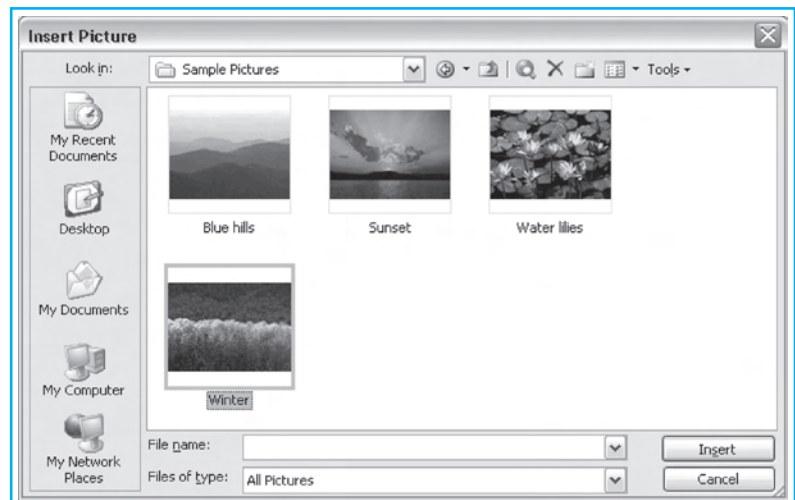 Insert Picture
Look in:
Sample Pictures
Tools
My Recent
Documents
Desktop
My Documents
My Computer
My Network
Places
Blue hills
Sunset
Water lilies
Winter
File name:
Files of type:
All Pictures
Insert
Cancel